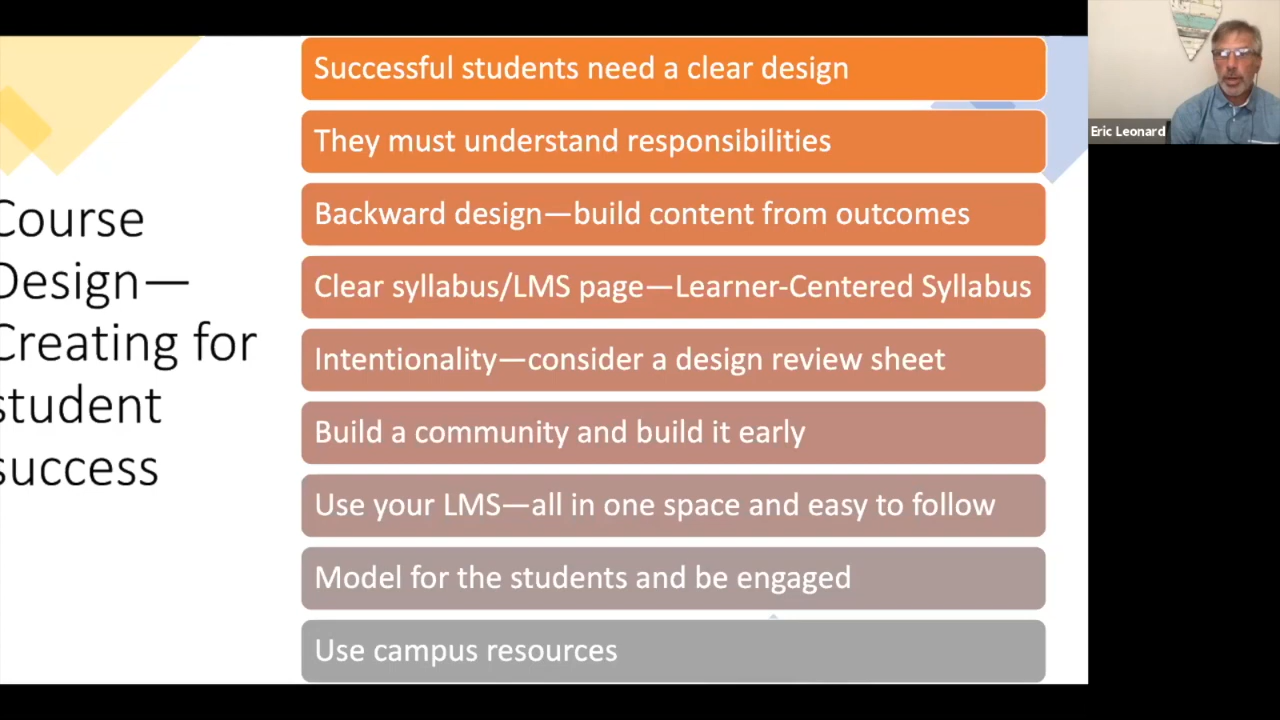 Course
Design—
Creating for
student
success
Successful students need a clear design
They must understand responsibilities
Backward design—build content from outcomes
Clear syllabus/LMS page—Learner-Centered Syllabus
Intentionality—consider a design review sheet
Build a community and build it early
Use your LMS—all in one space and easy to follow
Model for the students and be engaged
Use campus resources
Eric Leonard